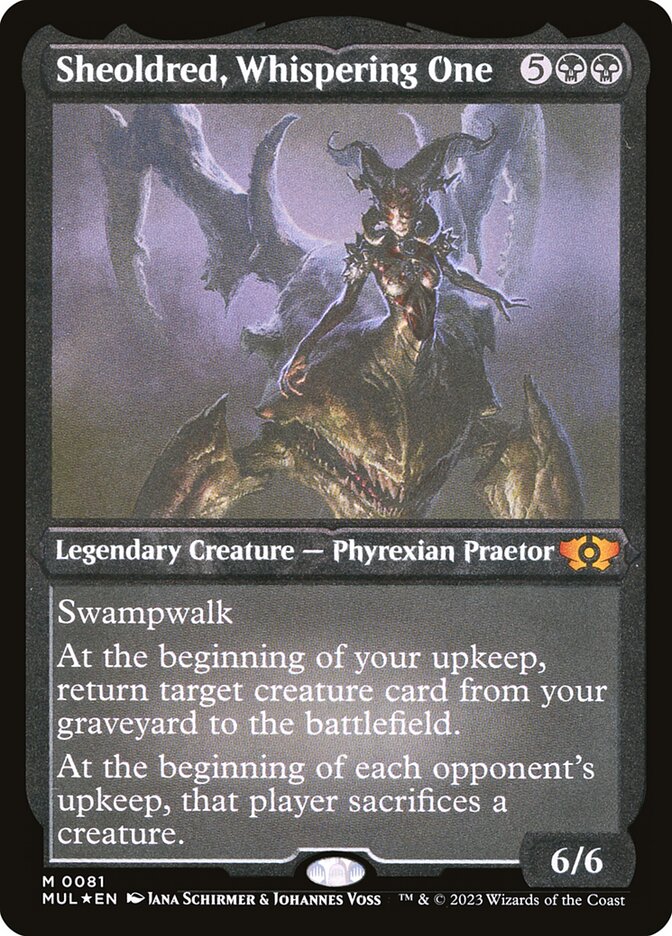 Sheoldred, Whispering One 5
Legendary Creature — Phyrexian Praetor
Swampwalk
At the beginning of your upkeep,
return target creature card from your
graveyard to the battlefield.
At the beginning of each opponent's
upkeep, that player sacrifices a
creature.
6/6
M 0081
MUL★EN Jana Schirmer & Johannes Voss ™ & © 2023 Wizards of the Coast